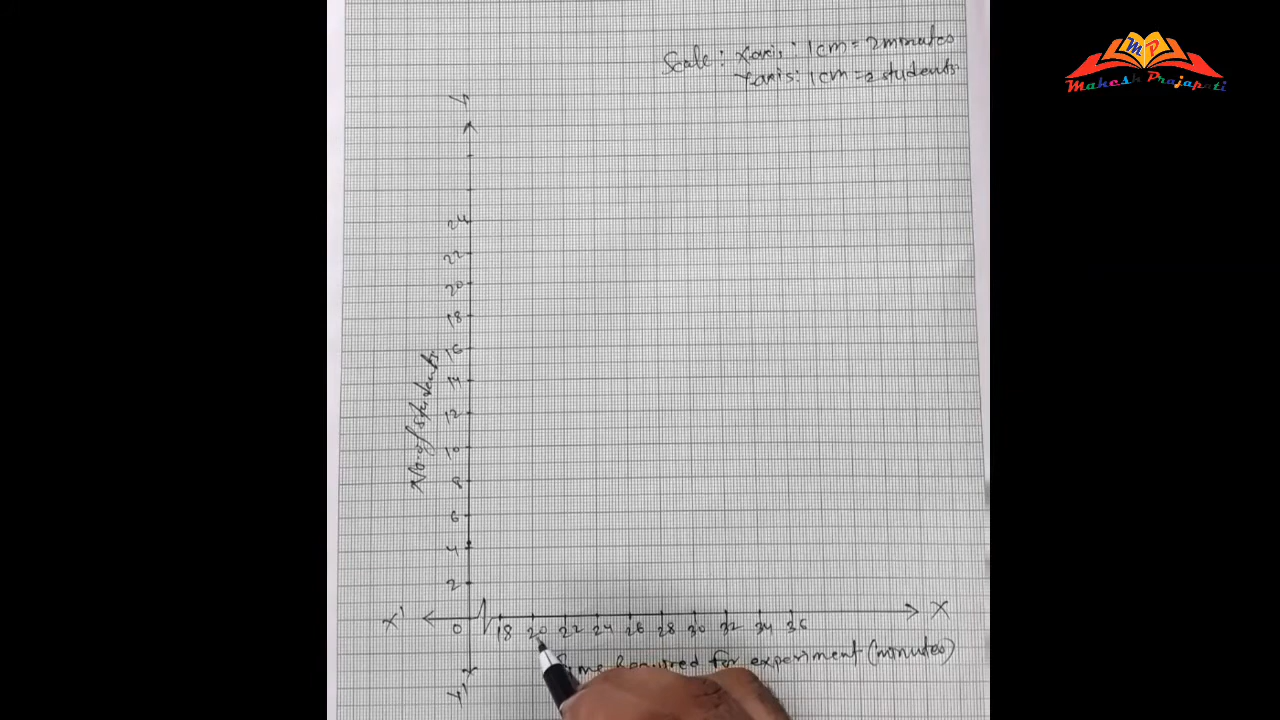 Scale: X axis: 1cm = 2 minutes
Y axis: 1cm = 2 students
MP
Makesh Prajapati
Y
24
22
20
18
16
14
12
10
8
6
4
2
No. of students
X' 0 18 20 22 24 26 28 30 32 34 36 X
Time Required for experiment (minutes)
Y'